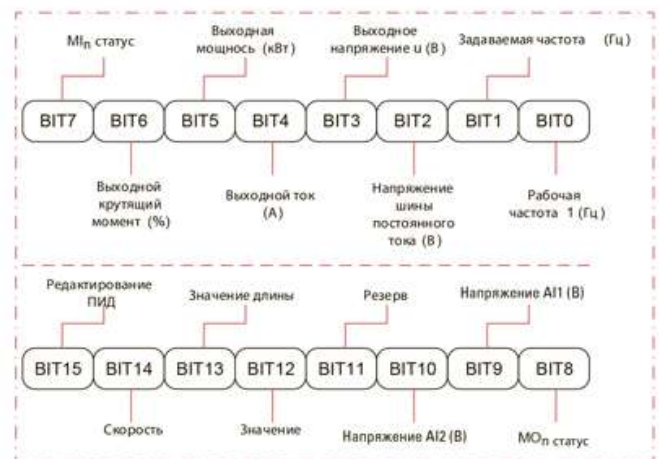 MIn статус
Выходная
мощнось (кВт)
Выходное
напряжение u (В)
Задаваемая частота (Гц)
BIT7 BIT6 BIT5 BIT4 BIT3 BIT2 BIT1 BIT0
Выходной
крутящий
момент (%)
Выходной ток
(А)
Напряжение
шины
постоянного
тока (В)
Рабочая
частота 1 (Гц)
Редактирование
ПИД
Значение длины
Резерв
Напряжение AI1 (В)
BIT15 BIT14 BIT13 BIT12 BIT11 BIT10 BIT9 BIT8
Скорость
Значение
Напряжение AI2 (В)
MOn статус